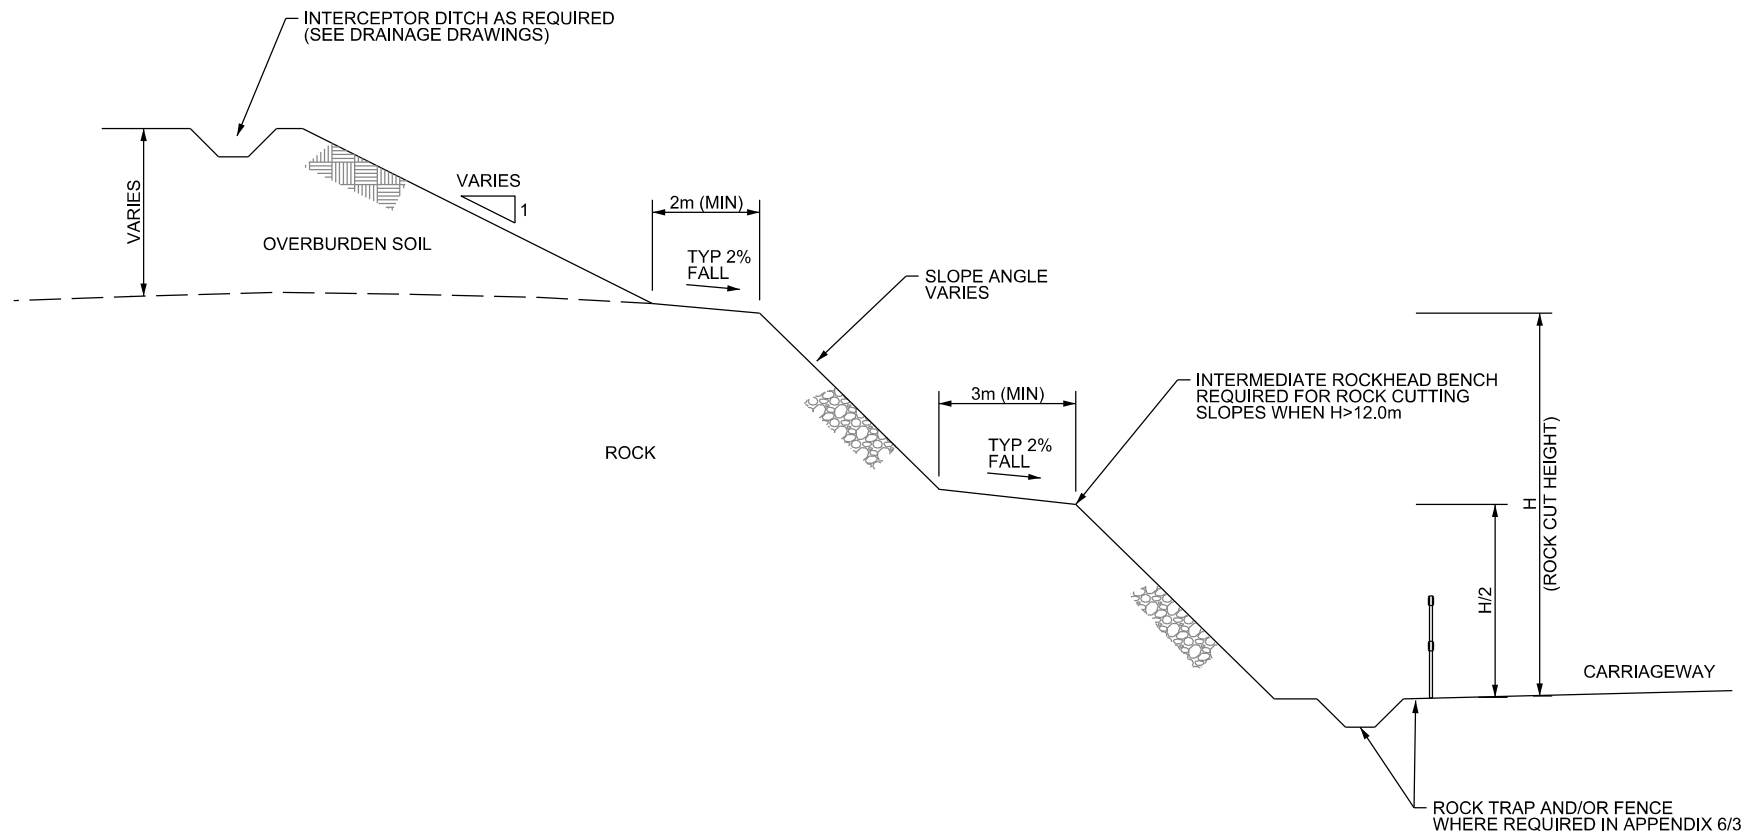 INTERCEPTOR DITCH AS REQUIRED
(SEE DRAINAGE DRAWINGS)
VARIES
OVERBURDEN SOIL
VARIES
1
2m (MIN)
TYP 2%
FALL
SLOPE ANGLE
VARIES
ROCK
3m (MIN)
TYP 2%
FALL
INTERMEDIATE ROCKHEAD BENCH
REQUIRED FOR ROCK CUTTING
SLOPES WHEN H>12.0m
H
(ROCK CUT HEIGHT)
H/2
CARRIAGEWAY
ROCK TRAP AND/OR FENCE
WHERE REQUIRED IN APPENDIX 6/3